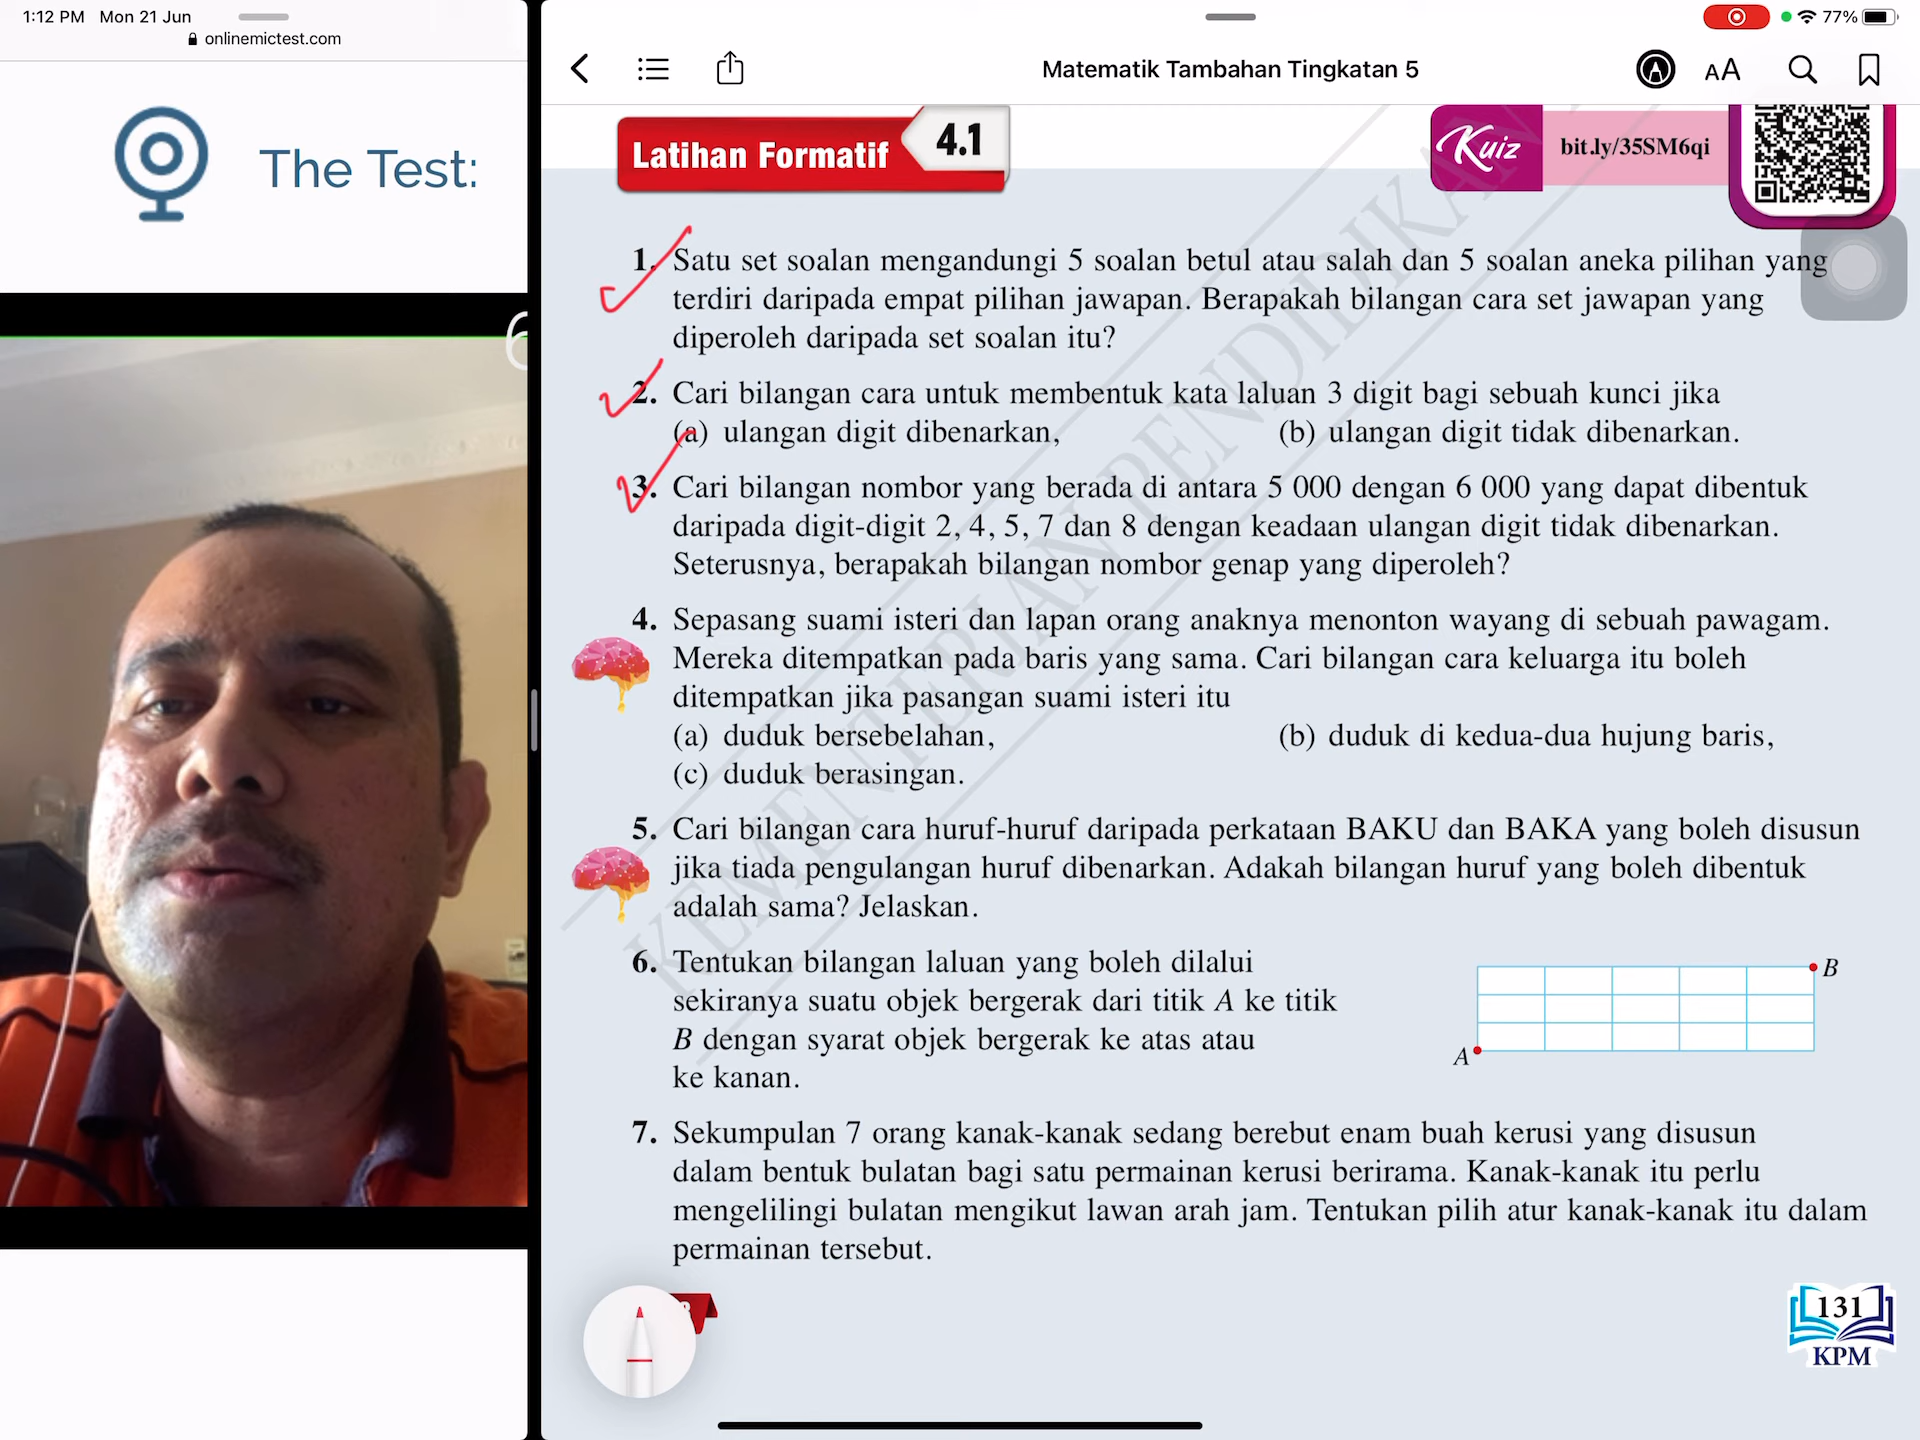 1:12 PM Mon 21 Jun
onlinemictest.com
77%
Matematik Tambahan Tingkatan 5
AA
The Test:
6
Latihan Formatif 4.1
Kuiz bit.ly/35SM6qi
1. Satu set soalan mengandungi 5 soalan betul atau salah dan 5 soalan aneka pilihan yang
terdiri daripada empat pilihan jawapan. Berapakah bilangan cara set jawapan yang
diperoleh daripada set soalan itu?
2. Cari bilangan cara untuk membentuk kata laluan 3 digit bagi sebuah kunci jika
(a) ulangan digit dibenarkan, (b) ulangan digit tidak dibenarkan.
3. Cari bilangan nombor yang berada di antara 5 000 dengan 6 000 yang dapat dibentuk
daripada digit-digit 2, 4, 5, 7 dan 8 dengan keadaan ulangan digit tidak dibenarkan.
Seterusnya, berapakah bilangan nombor genap yang diperoleh?
4. Sepasang suami isteri dan lapan orang anaknya menonton wayang di sebuah pawagam.
Mereka ditempatkan pada baris yang sama. Cari bilangan cara keluarga itu boleh
ditempatkan jika pasangan suami isteri itu
(a) duduk bersebelahan, (b) duduk di kedua-dua hujung baris,
(c) duduk berasingan.
5. Cari bilangan cara huruf-huruf daripada perkataan BAKU dan BAKA yang boleh disusun
jika tiada pengulangan huruf dibenarkan. Adakah bilangan huruf yang boleh dibentuk
adalah sama? Jelaskan.
6. Tentukan bilangan laluan yang boleh dilalui
sekiranya suatu objek bergerak dari titik A ke titik
B dengan syarat objek bergerak ke atas atau
ke kanan.
B
A
7. Sekumpulan 7 orang kanak-kanak sedang berebut enam buah kerusi yang disusun
dalam bentuk bulatan bagi satu permainan kerusi berirama. Kanak-kanak itu perlu
mengelilingi bulatan mengikut lawan arah jam. Tentukan pilih atur kanak-kanak itu dalam
permainan tersebut.
131
KPM
KEMENTERIAN PENDIDIKAN